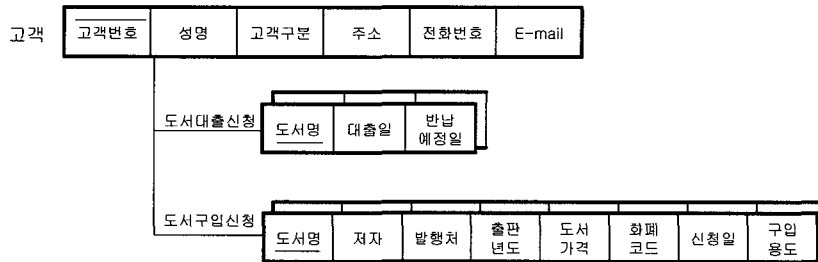 고객 고객번호 성명 고객구분 주소 전화번호 E-mail
도서대출신청 도서명 대출일 반납
예정일
도서구입신청 도서명 저자 발행처 출판
년도 도서
가격 화폐
코드 신청일 구입
용도